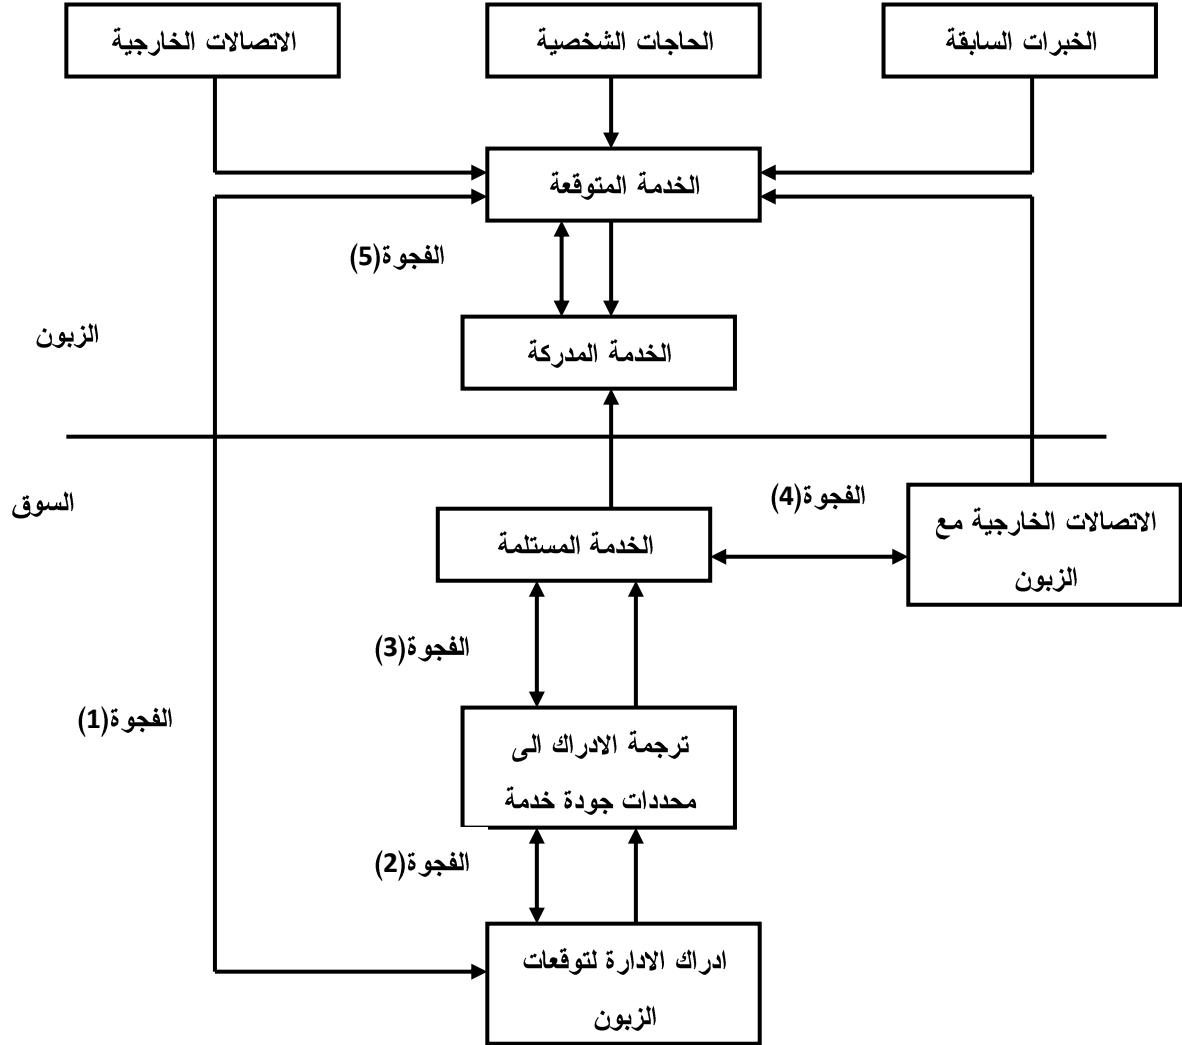 الخبرات السابقة
الحاجات الشخصية
الاتصالات الخارجية
الخدمة المتوقعة
الفجوة(5)
الزبون
الخدمة المدركة
السوق
الفجوة(4)
الاتصالات الخارجية مع
الزبون
الخدمة المستلمة
الفجوة(3)
الفجوة(1)
ترجمة الادراك الى
محددات جودة خدمة
الفجوة(2)
ادراك الادارة لتوقعات
الزبون